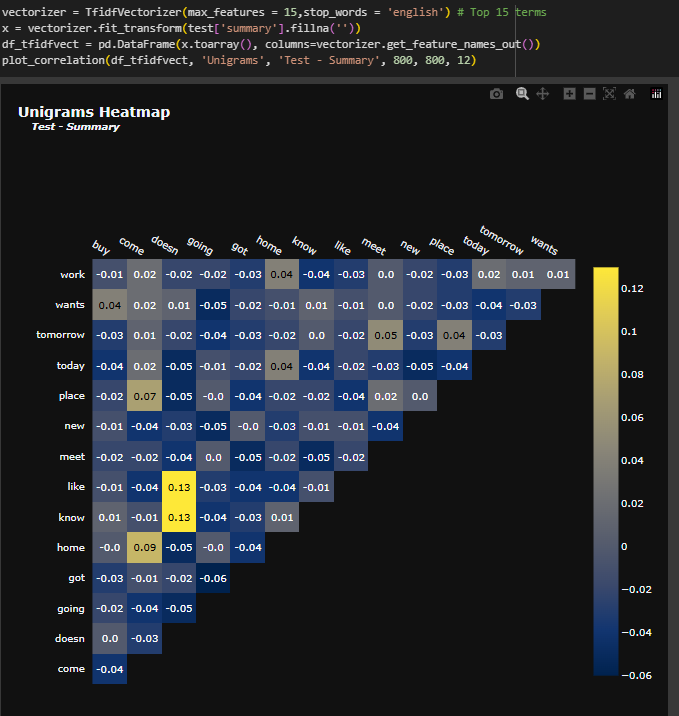 vectorizer = TfidfVectorizer(max_features = 15,stop_words = 'english') # Top 15 terms
x = vectorizer.fit_transform(test['summary'].fillna(''))
df_tfidfvect = pd.DataFrame(x.toarray(), columns=vectorizer.get_feature_names_out())
plot_correlation(df_tfidfvect, 'Unigrams', 'Test - Summary', 800, 800, 12)
Unigrams Heatmap
Test - Summary
buy come doesn going got home know like meet new place today tomorrow wants
work -0.01 0.02 -0.02 -0.02 -0.03 0.04 -0.04 -0.03 0.0 -0.02 -0.03 0.02 0.01 0.01
wants 0.04 0.02 0.01 -0.05 -0.02 -0.01 0.01 -0.01 0.0 -0.02 -0.03 -0.04 -0.03
tomorrow -0.03 0.01 -0.02 -0.04 -0.03 -0.02 0.0 -0.02 0.05 -0.03 0.04 -0.03
today -0.04 0.02 -0.05 -0.01 -0.02 0.04 -0.04 -0.02 -0.03 -0.05 -0.04
place -0.02 0.07 -0.05 -0.0 -0.04 -0.02 -0.02 -0.04 0.02 0.0
new -0.01 -0.04 -0.03 -0.05 -0.0 -0.03 -0.01 -0.01 -0.04
meet -0.02 -0.02 -0.04 0.0 -0.05 -0.02 -0.05 -0.02
like -0.01 -0.04 0.13 -0.03 -0.04 -0.04 -0.01
know 0.01 -0.01 0.13 -0.04 -0.03 0.01
home -0.0 0.09 -0.05 -0.0 -0.04
got -0.03 -0.01 -0.02 -0.06
going -0.02 -0.04 -0.05
doesn 0.0 -0.03
come -0.04
0.12
0.1
0.08
0.06
0.04
0.02
0
−0.02
−0.04
−0.06